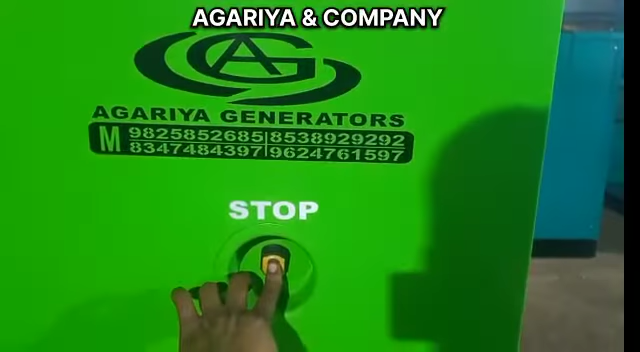 AGARIYA & COMPANY
AG
AGARIYA GENERATORS
M 9825852685|8538929292
8347484397|9624761597
STOP